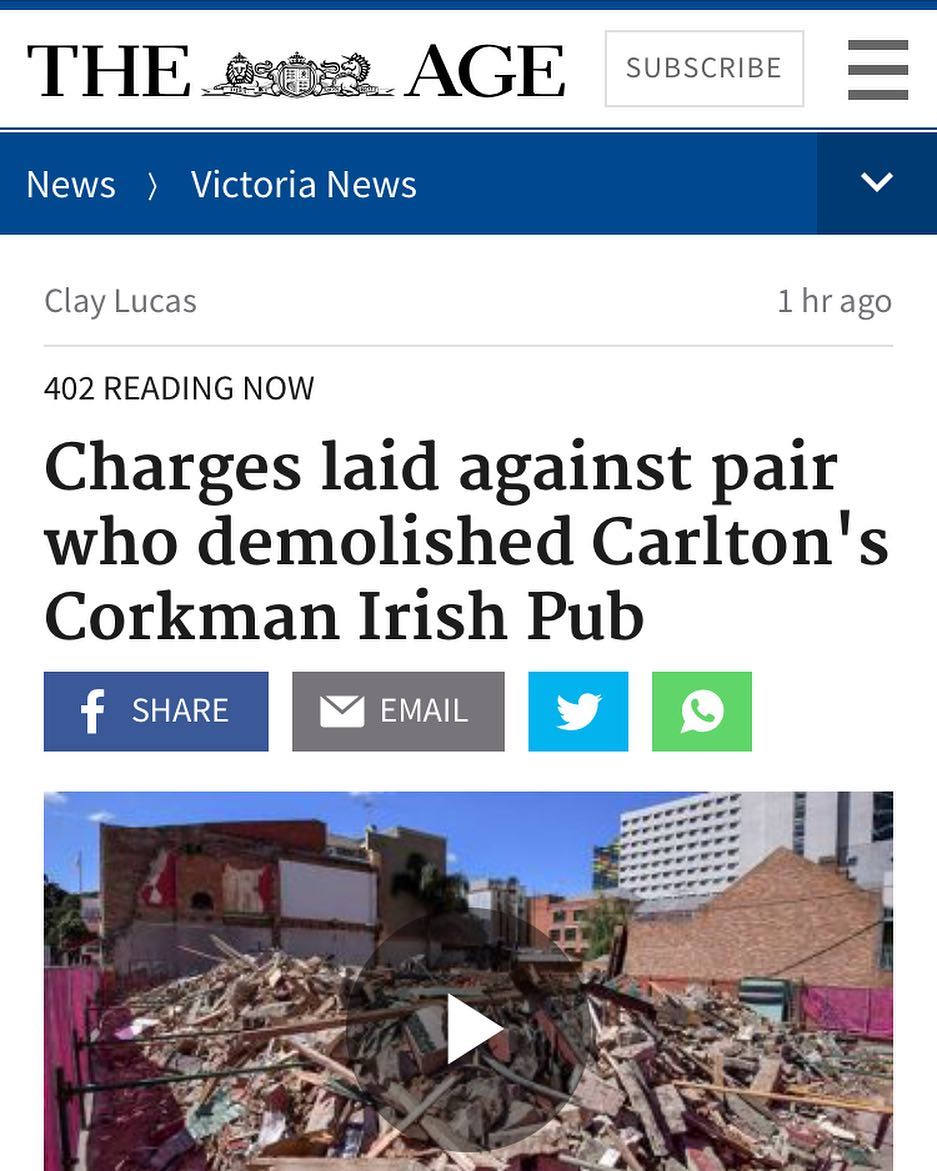 THE AGE
SUBSCRIBE
News 〉 Victoria News
Clay Lucas
1 hr ago
402 READING NOW
Charges laid against pair
who demolished Carlton's
Corkman Irish Pub
SHARE
EMAIL